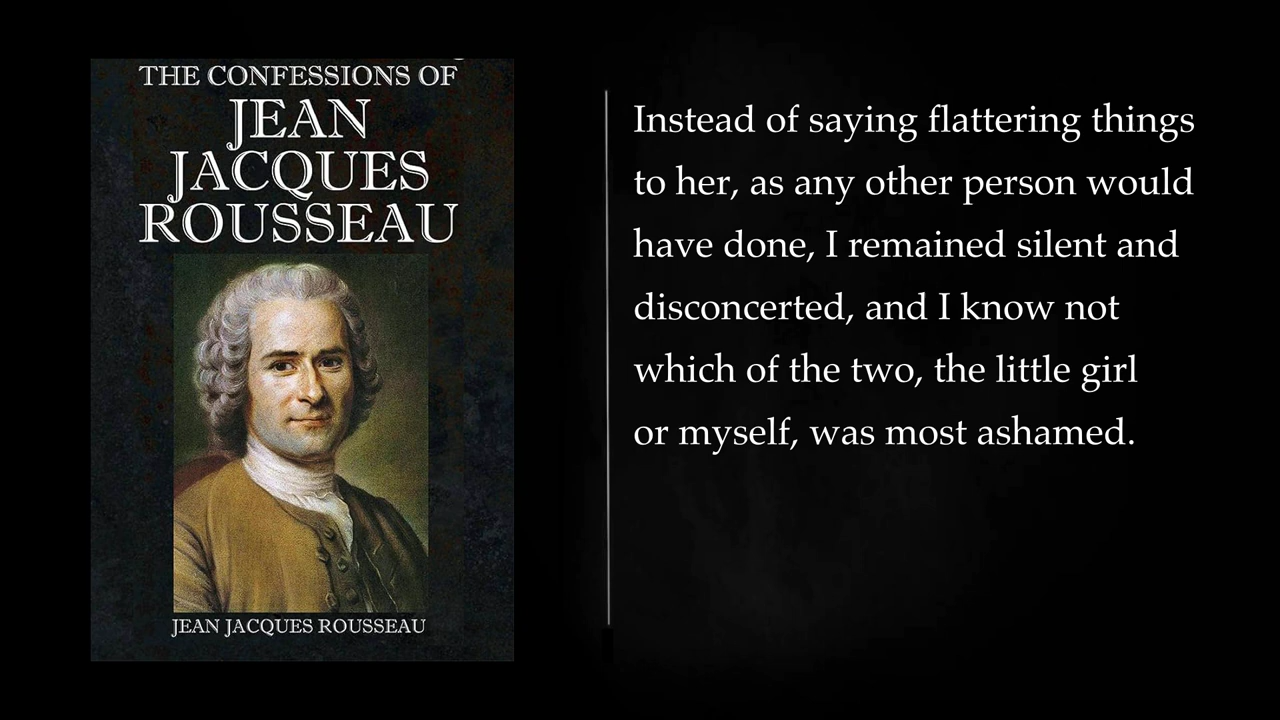 THE CONFESSIONS OF
JEAN
JACQUES
ROUSSEAU
JEAN JACQUES ROUSSEAU
Instead of saying flattering things
to her, as any other person would
have done, I remained silent and
disconcerted, and I know not
which of the two, the little girl
or myself, was most ashamed.